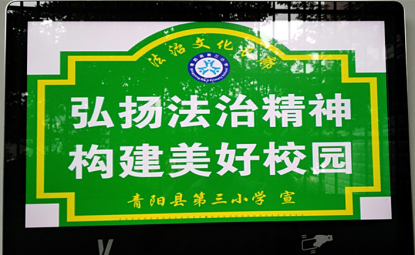 法治文化长廊
弘扬法治精神
构建美好校园
青阳县第三小学 宣